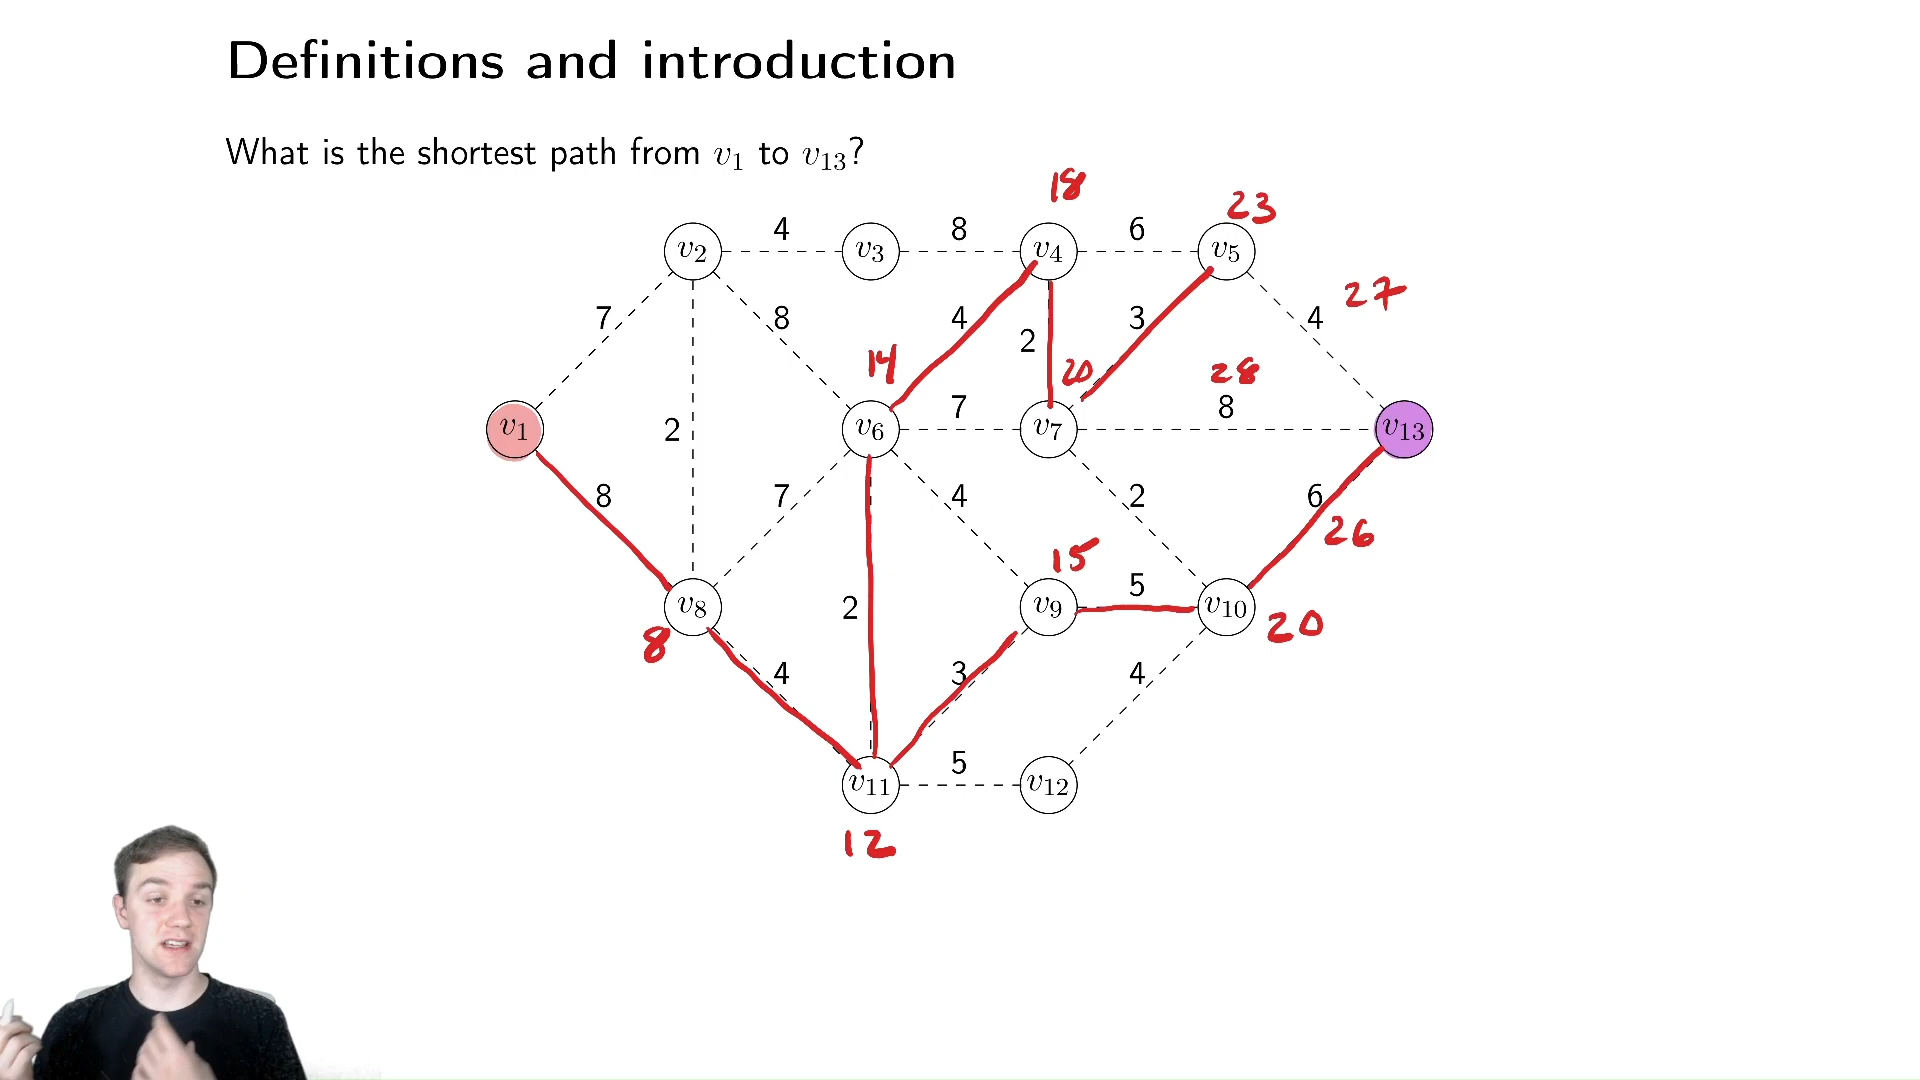 Definitions and introduction
What is the shortest path from v₁ to v₁₃?
18
23
4 8 6
v₂ v₃ v₄ v₅
27
7 8 4 3 4
2
14 20 28
7 8
v₁ 2 v₆ v₇ v₁₃
8 7 4 2 6
26
15
5
v₈ 2 v₉ v₁₀
8 20
4 3 4
5
v₁₁ v₁₂
12